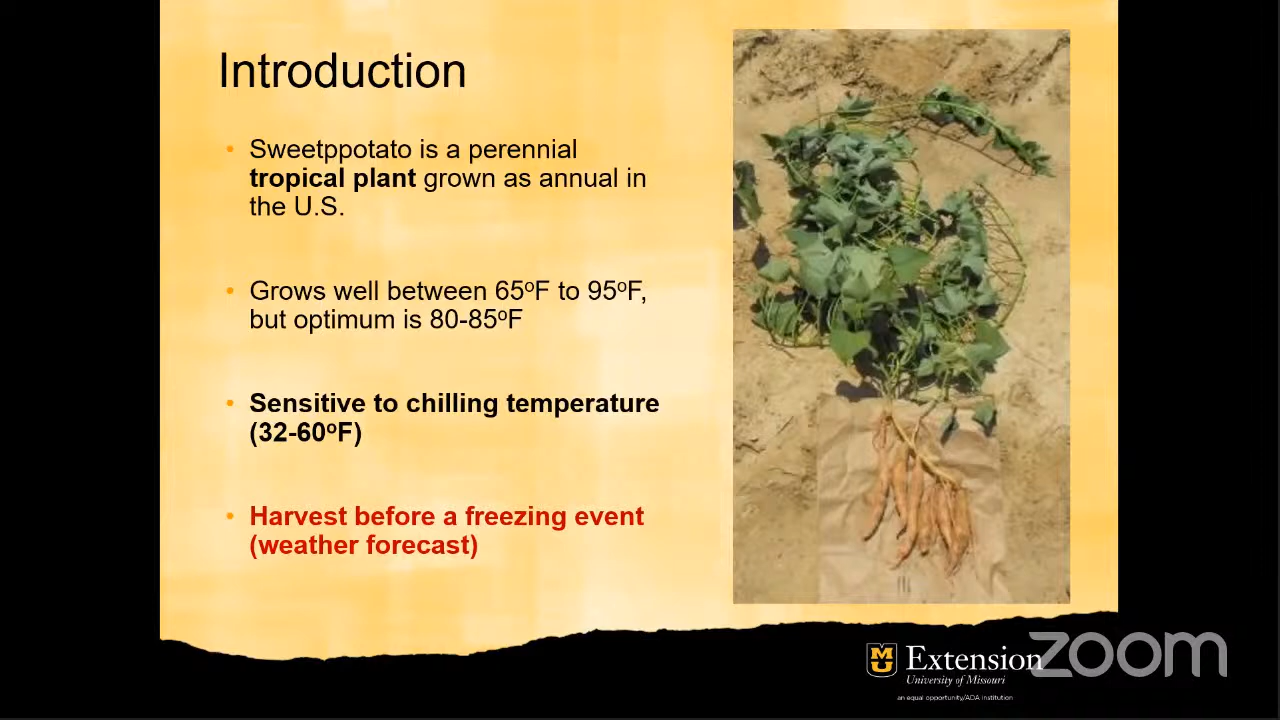 Introduction
Sweetppotato is a perennial
tropical plant grown as annual in
the U.S.
Grows well between 65ºF to 95ºF,
but optimum is 80-85ºF
Sensitive to chilling temperature
(32-60ºF)
Harvest before a freezing event
(weather forecast)
Extension
University of Missouri
an equal opportunity/ADA institution
zoom